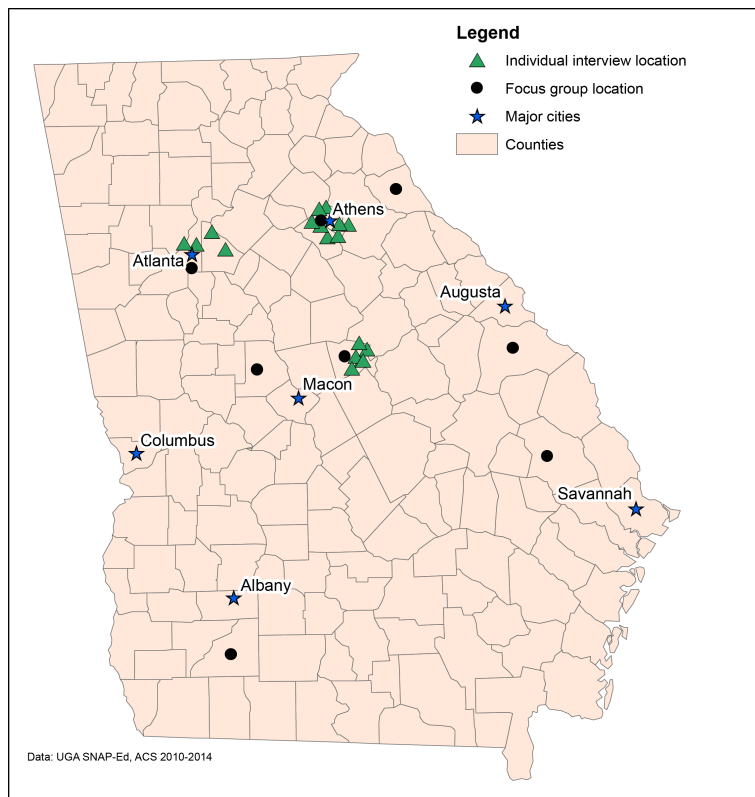 Legend
Individual interview location
Focus group location
Major cities
Counties
Athens
Atlanta
Augusta
Macon
Columbus
Savannah
Albany
Data: UGA SNAP-Ed, ACS 2010-2014